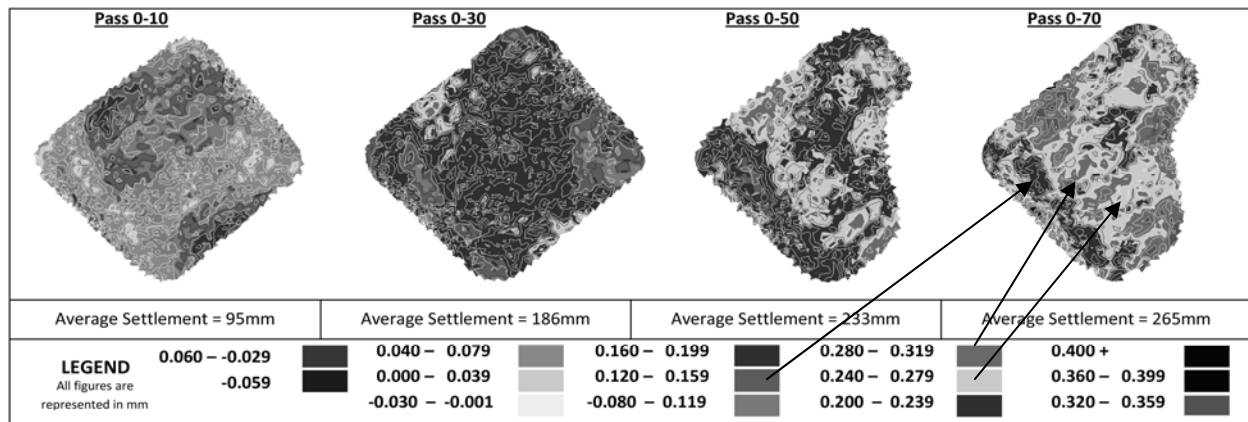 Pass 0-10 Pass 0-30 Pass 0-50 Pass 0-70
Average Settlement = 95mm Average Settlement = 186mm Average Settlement = 233mm Average Settlement = 265mm
LEGEND
All figures are
represented in mm
0.060 – -0.029
-0.059
0.040 – 0.079
0.000 – 0.039
-0.030 – -0.001
0.160 – 0.199
0.120 – 0.159
-0.080 – 0.119
0.280 – 0.319
0.240 – 0.279
0.200 – 0.239
0.400 +
0.360 – 0.399
0.320 – 0.359